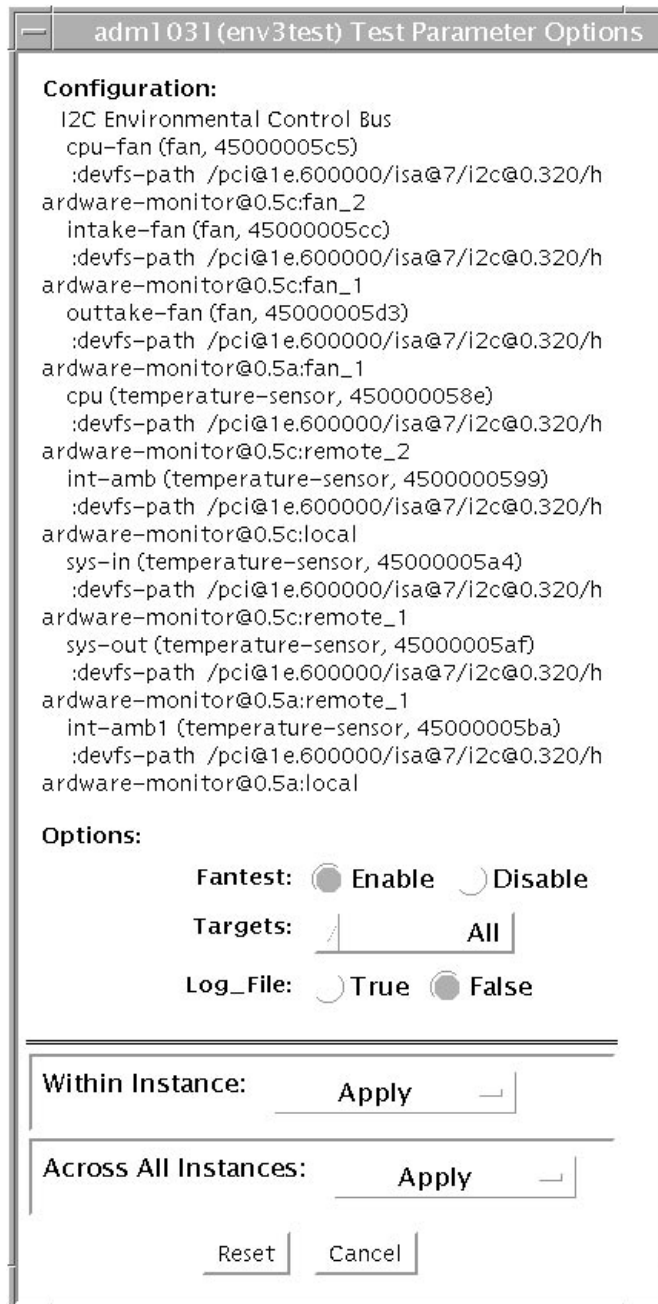 adm1031(env3test) Test Parameter Options
Configuration:
I2C Environmental Control Bus
cpu-fan (fan, 45000005c5)
:devfs-path /pci@1e.600000/isa@7/i2c@0.320/h
ardware-monitor@0.5c:fan_2
intake-fan (fan, 45000005cc)
:devfs-path /pci@1e.600000/isa@7/i2c@0.320/h
ardware-monitor@0.5c:fan_1
outtake-fan (fan, 45000005d3)
:devfs-path /pci@1e.600000/isa@7/i2c@0.320/h
ardware-monitor@0.5a:fan_1
cpu (temperature-sensor, 450000058e)
:devfs-path /pci@1e.600000/isa@7/i2c@0.320/h
ardware-monitor@0.5c:remote_2
int-amb (temperature-sensor, 4500000599)
:devfs-path /pci@1e.600000/isa@7/i2c@0.320/h
ardware-monitor@0.5c:local
sys-in (temperature-sensor, 45000005a4)
:devfs-path /pci@1e.600000/isa@7/i2c@0.320/h
ardware-monitor@0.5c:remote_1
sys-out (temperature-sensor, 45000005af)
:devfs-path /pci@1e.600000/isa@7/i2c@0.320/h
ardware-monitor@0.5a:remote_1
int-amb1 (temperature-sensor, 45000005ba)
:devfs-path /pci@1e.600000/isa@7/i2c@0.320/h
ardware-monitor@0.5a:local
Options:
Fantest: Enable Disable
Targets: All
Log_File: True False
Within Instance: Apply
Across All Instances: Apply
Reset Cancel